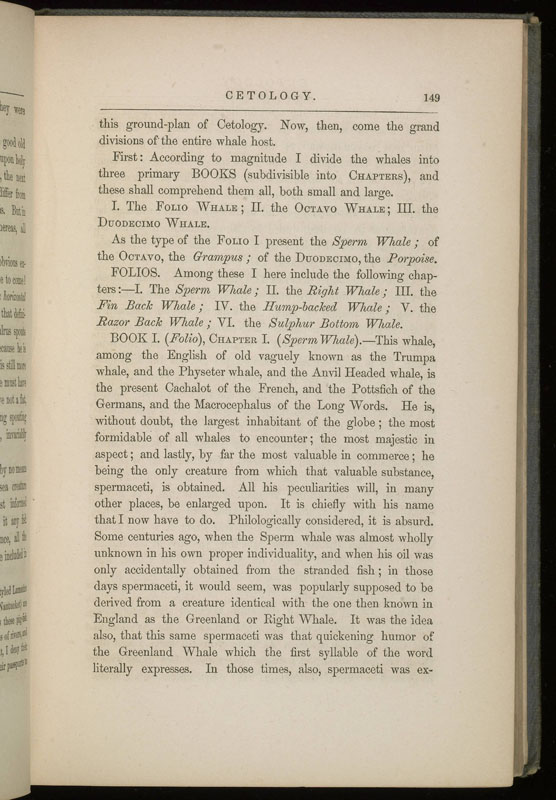 CETOLOGY. 149
this ground-plan of Cetology. Now, then, come the grand
divisions of the entire whale host.
First: According to magnitude I divide the whales into
three primary BOOKS (subdivisible into CHAPTERS), and
these shall comprehend them all, both small and large.
I. The FOLIO WHALE; II. the OCTAVO WHALE; III. the
DUODECIMO WHALE.
As the type of the FOLIO I present the Sperm Whale; of
the OCTAVO, the Grampus; of the DUODECIMO, the Porpoise.
FOLIOS. Among these I here include the following chap-
ters:—I. The Sperm Whale; II. the Right Whale; III. the
Fin Back Whale; IV. the Hump-backed Whale; V. the
Razor Back Whale; VI. the Sulphur Bottom Whale.
BOOK I. (Folio), CHAPTER I. (Sperm Whale).—This whale,
among the English of old vaguely known as the Trumpa
whale, and the Physeter whale, and the Anvil Headed whale, is
the present Cachalot of the French, and the Pottsfich of the
Germans, and the Macrocephalus of the Long Words. He is,
without doubt, the largest inhabitant of the globe; the most
formidable of all whales to encounter; the most majestic in
aspect; and lastly, by far the most valuable in commerce; he
being the only creature from which that valuable substance,
spermaceti, is obtained. All his peculiarities will, in many
other places, be enlarged upon. It is chiefly with his name
that I now have to do. Philologically considered, it is absurd.
Some centuries ago, when the Sperm whale was almost wholly
unknown in his own proper individuality, and when his oil was
only accidentally obtained from the stranded fish; in those
days spermaceti, it would seem, was popularly supposed to be
derived from a creature identical with the one then known in
England as the Greenland or Right Whale. It was the idea
also, that this same spermaceti was that quickening humor of
the Greenland Whale which the first syllable of the word
literally expresses. In those times, also, spermaceti was ex-